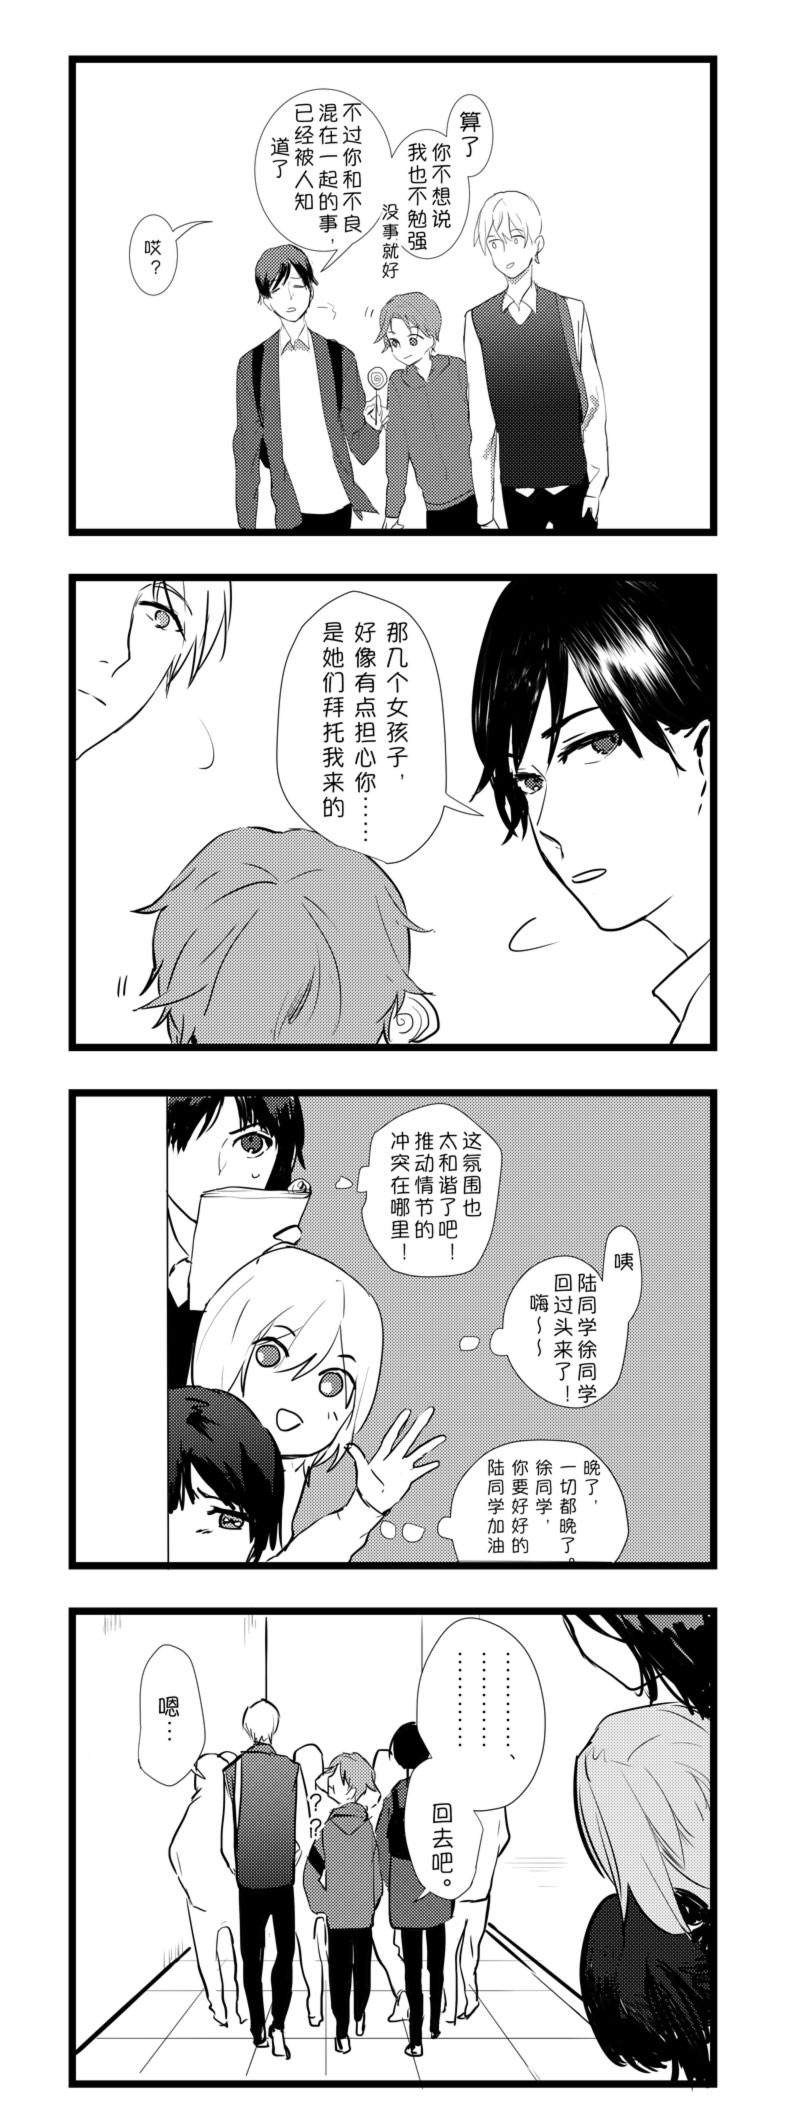 算了
你不想说
我也不勉强
没事就好
不过你和不良
混在一起的事，
已经被人知
道了
哎？
那几个女孩子，
好像有点担心你……
是她们拜托我来的
这氛围也
太和谐了吧！
推动情节的
冲突在哪里！
咦
陆同学徐同学
回过头来了！
嗨～～
晚了，
一切都晚了。
徐同学，
你要好好的
陆同学加油
…………
…………、
回去吧。
？
？
嗯…